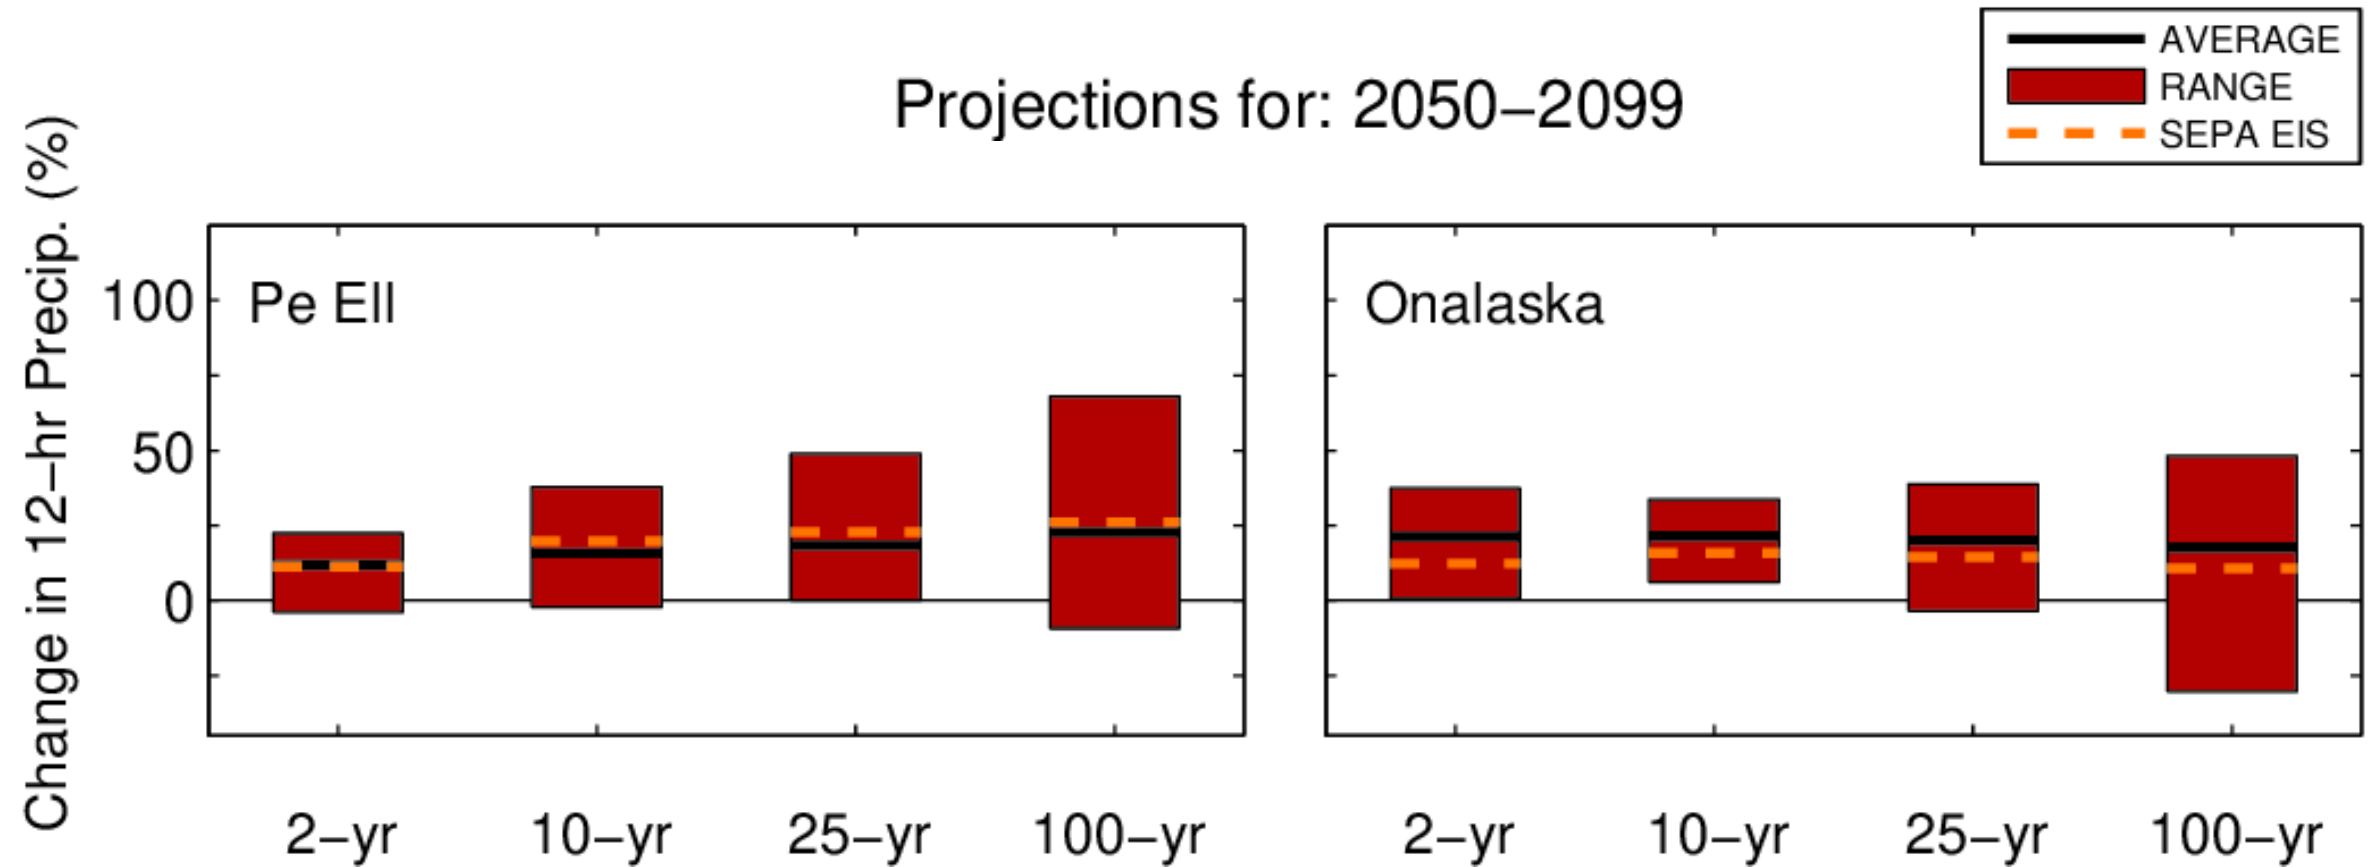 AVERAGE
RANGE
SEPA EIS
Projections for: 2050−2099
Change in 12−hr Precip. (%)
100
50
0
Pe Ell
Onalaska
2−yr 10−yr 25−yr 100−yr 2−yr 10−yr 25−yr 100−yr